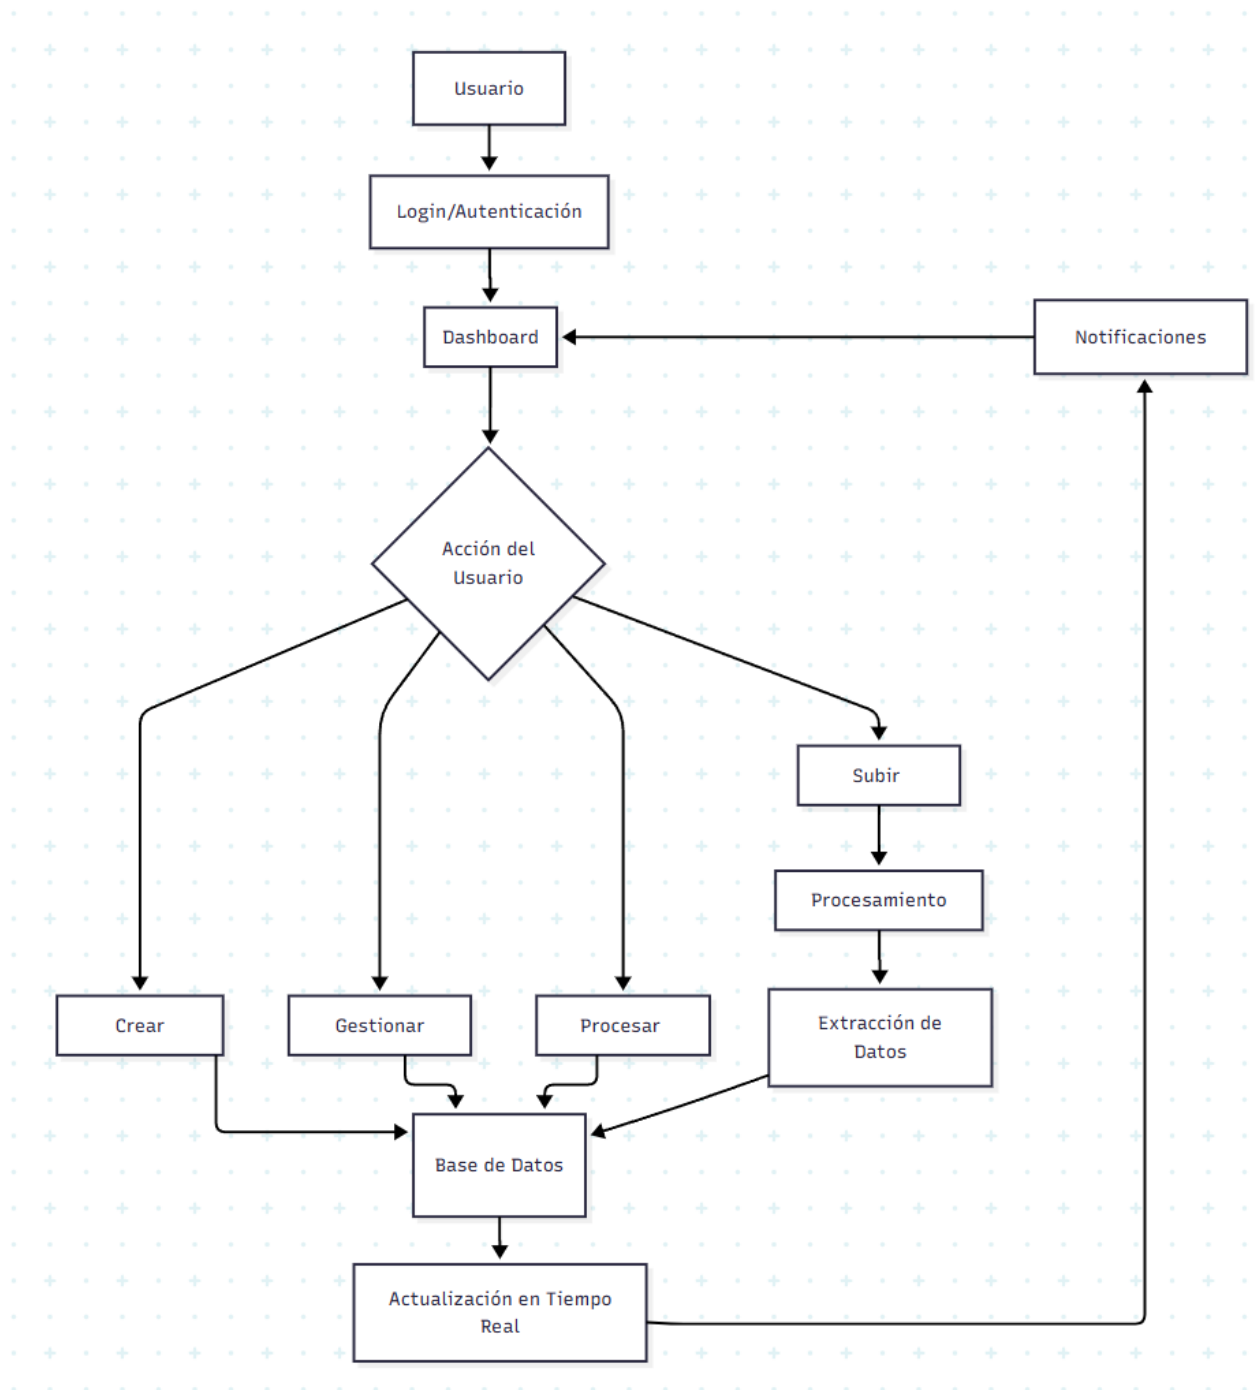 Usuario
Login/Autenticación
Dashboard
Notificaciones
Acción del
Usuario
Subir
Procesamiento
Crear
Gestionar
Procesar
Extracción de
Datos
Base de Datos
Actualización en Tiempo
Real